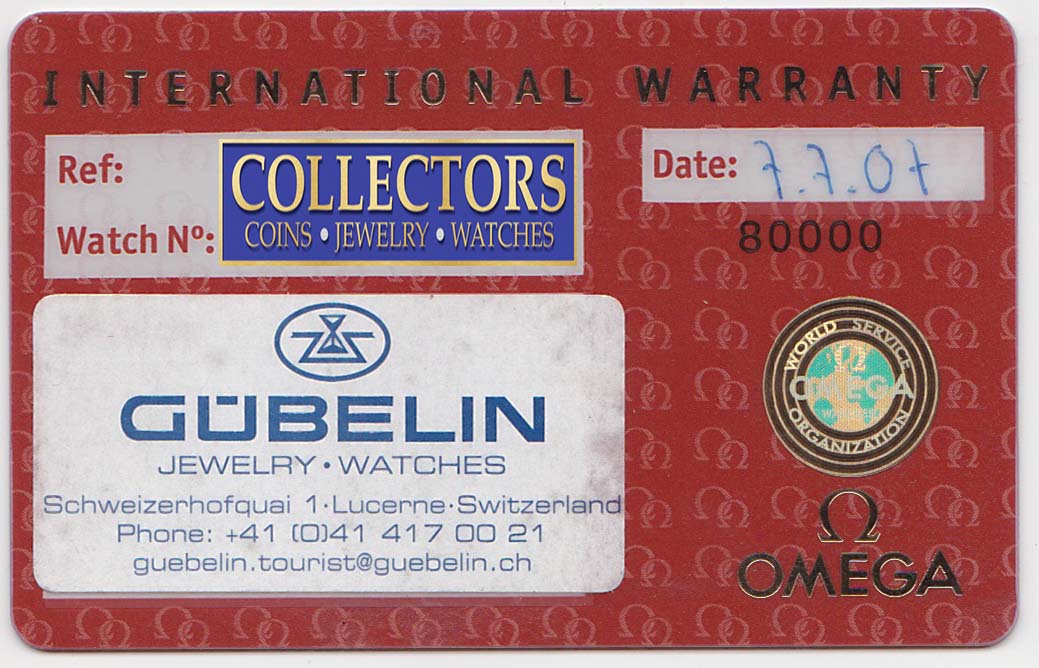 INTERNATIONAL WARRANTY
Ref:
Watch Nº:
COLLECTORS
COINS • JEWELRY • WATCHES
Date: 7.7.07
80000
GÜBELIN
JEWELRY • WATCHES
Schweizerhofquai 1·Lucerne·Switzerland
Phone: +41 (0)41 417 00 21
guebelin.tourist@guebelin.ch
WORLD SERVICE
OMEGA
ORGANIZATION
Ω
OMEGA